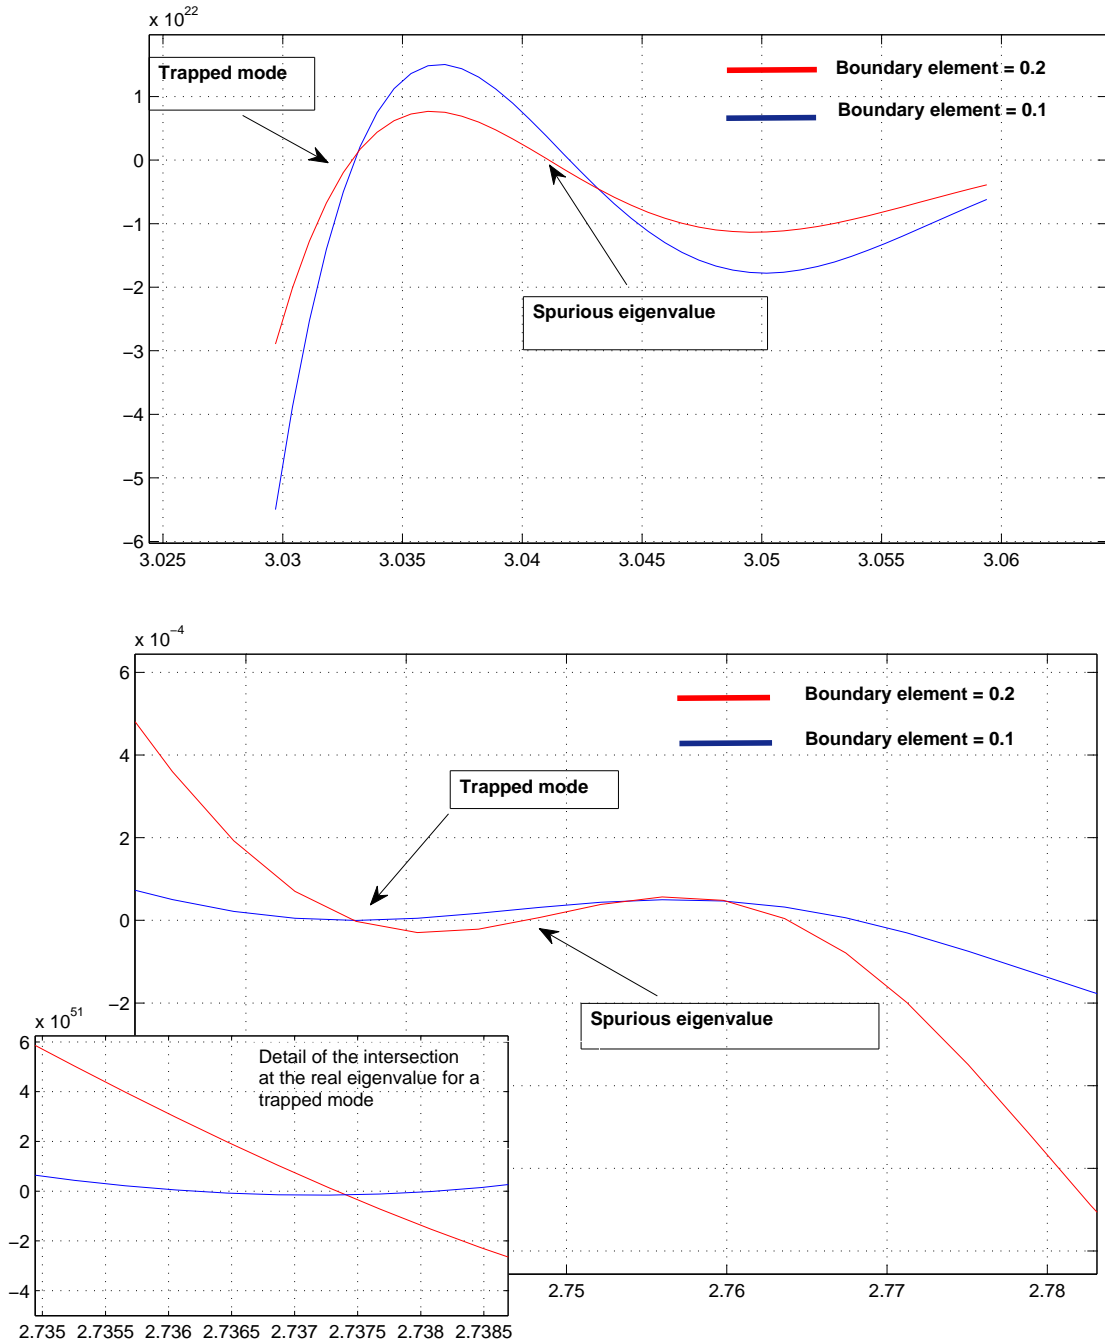 x 10^22
Trapped mode
Boundary element = 0.2
Boundary element = 0.1
1
0
−1
−2
−3
−4
−5
−6
Spurious eigenvalue
3.025 3.03 3.035 3.04 3.045 3.05 3.055 3.06
x 10^−4
6
4
2
0
−2
Boundary element = 0.2
Boundary element = 0.1
Trapped mode
Spurious eigenvalue
2.75 2.76 2.77 2.78
x 10^51
6
4
2
0
−2
−4
Detail of the intersection
at the real eigenvalue for a
trapped mode
2.735 2.7355 2.736 2.7365 2.737 2.7375 2.738 2.7385